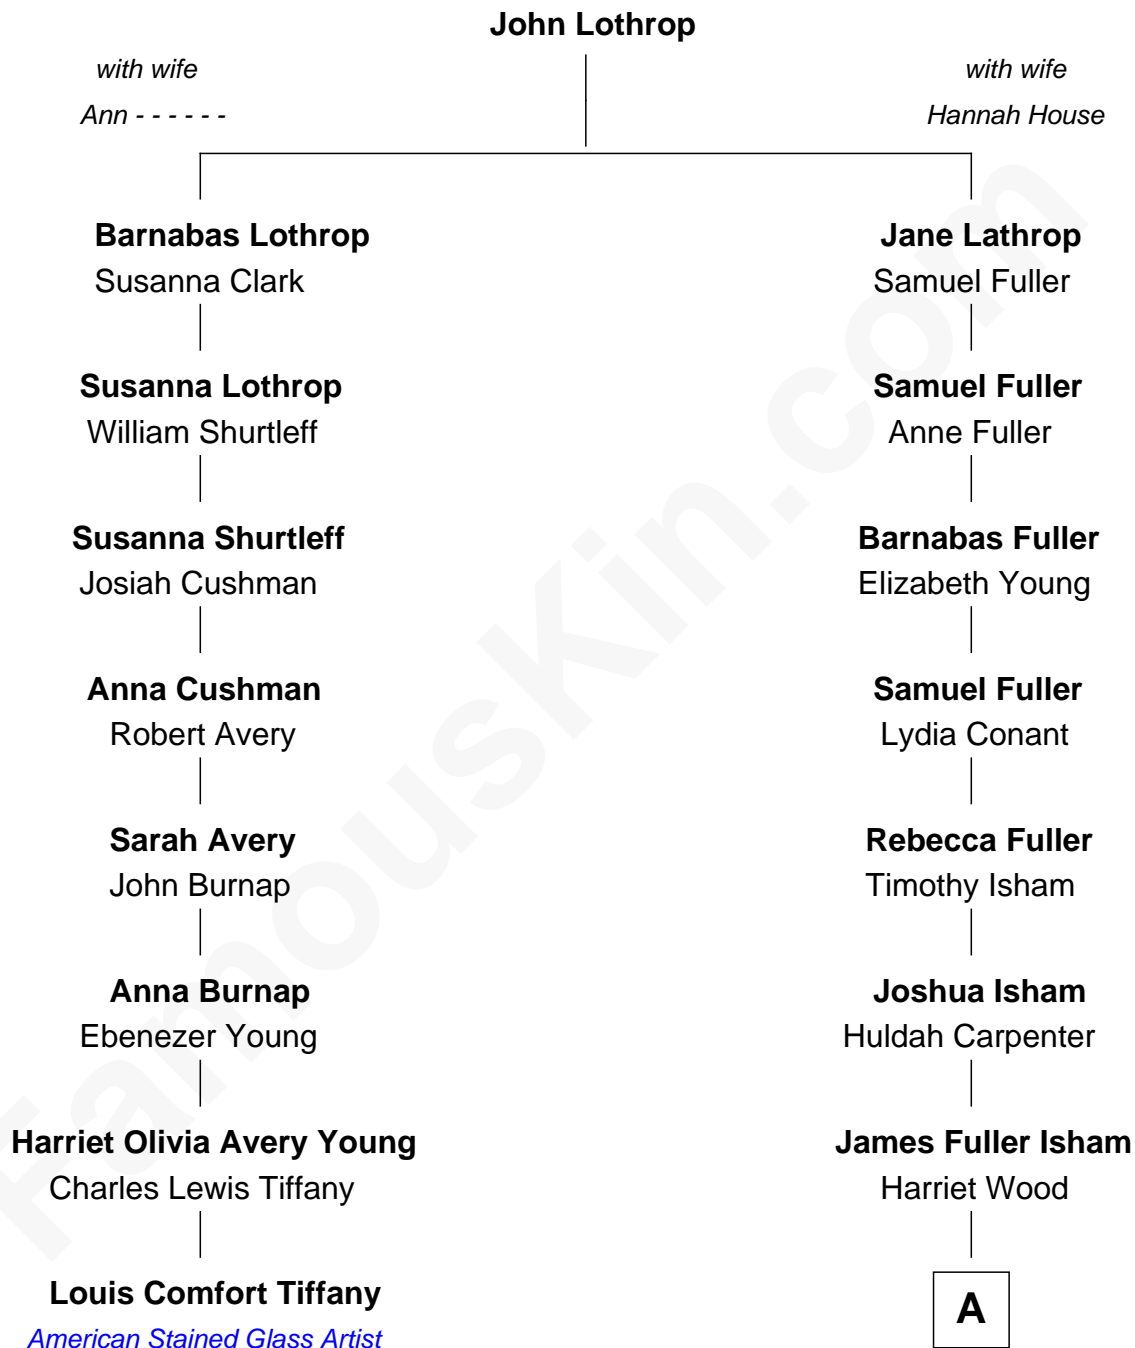 John Lothrop
with wife
Ann - - - - - -
with wife
Hannah House
Barnabas Lothrop
Susanna Clark
Jane Lathrop
Samuel Fuller
Susanna Lothrop
William Shurtleff
Samuel Fuller
Anne Fuller
Susanna Shurtleff
Josiah Cushman
Barnabas Fuller
Elizabeth Young
Anna Cushman
Robert Avery
Samuel Fuller
Lydia Conant
Sarah Avery
John Burnap
Rebecca Fuller
Timothy Isham
Anna Burnap
Ebenezer Young
Joshua Isham
Huldah Carpenter
Harriet Olivia Avery Young
Charles Lewis Tiffany
James Fuller Isham
Harriet Wood
Louis Comfort Tiffany
American Stained Glass Artist
A
FamousKin.com